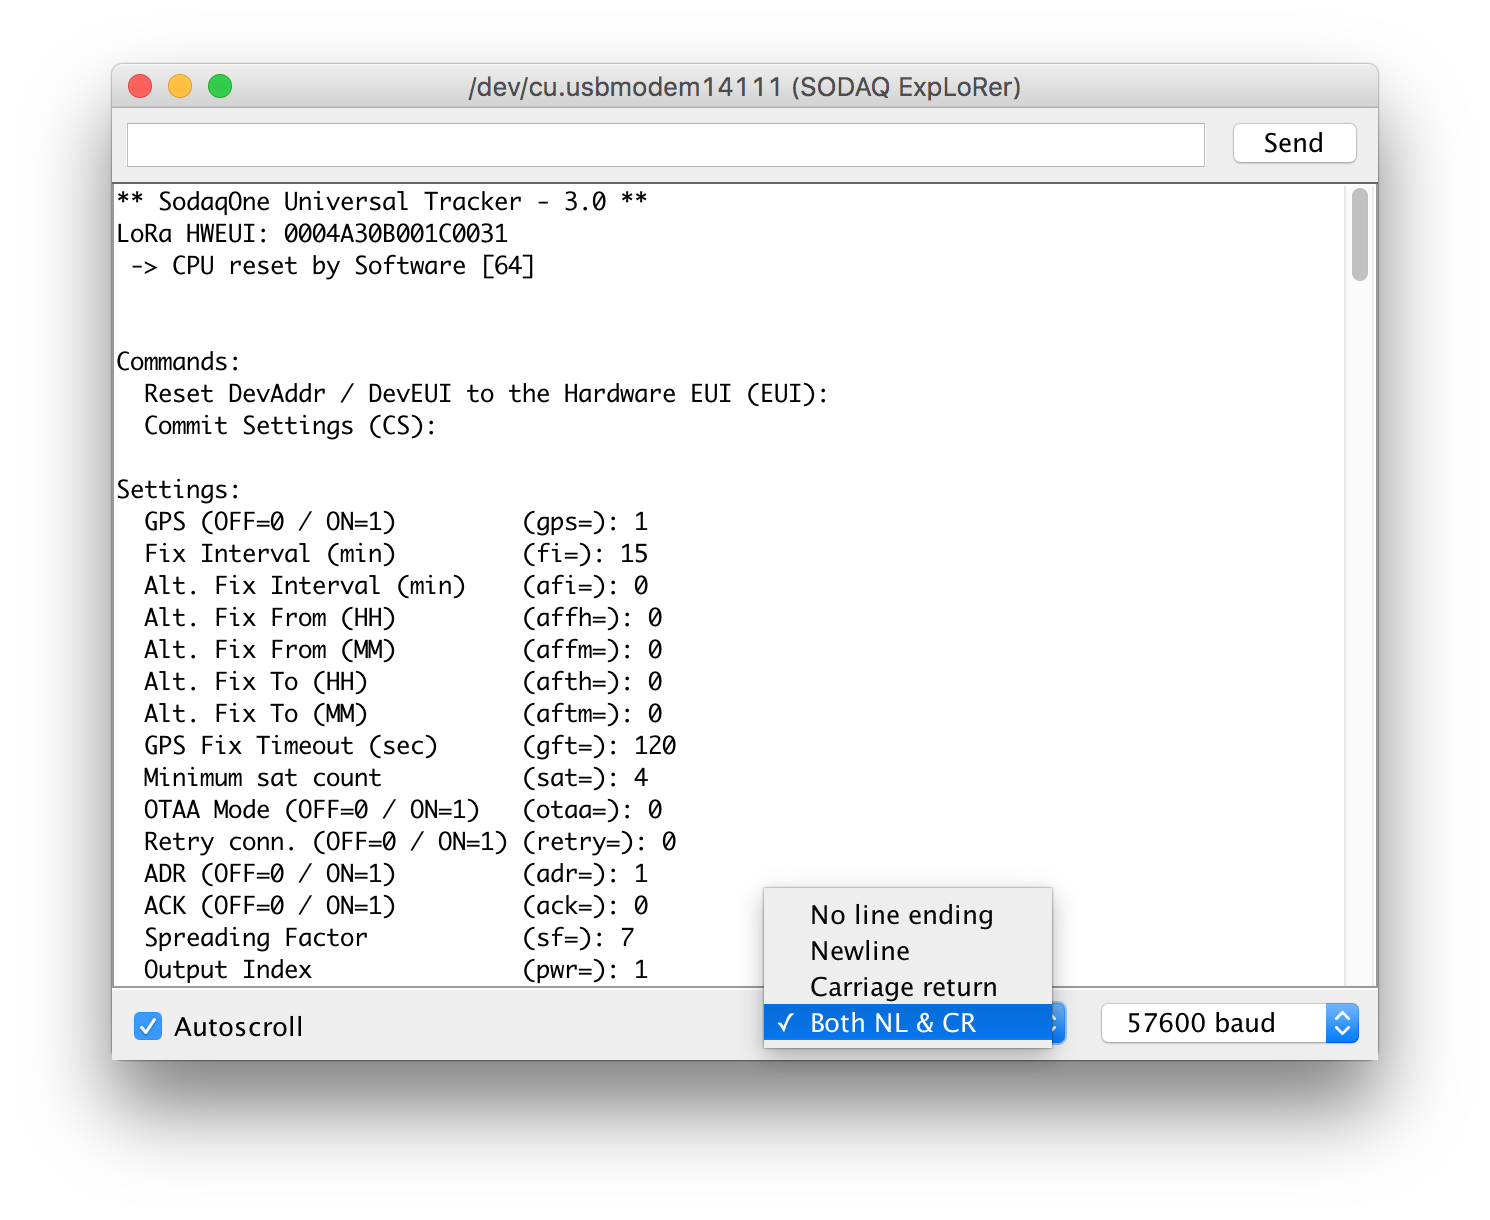 /dev/cu.usbmodem14111 (SODAQ ExpLoRer)
Send
** SodaqOne Universal Tracker - 3.0 **
LoRa HWEUI: 0004A30B001C0031
-> CPU reset by Software [64]
Commands:
Reset DevAddr / DevEUI to the Hardware EUI (EUI):
Commit Settings (CS):
Settings:
GPS (OFF=0 / ON=1) (gps=): 1
Fix Interval (min) (fi=): 15
Alt. Fix Interval (min) (afi=): 0
Alt. Fix From (HH) (affh=): 0
Alt. Fix From (MM) (affm=): 0
Alt. Fix To (HH) (afth=): 0
Alt. Fix To (MM) (aftm=): 0
GPS Fix Timeout (sec) (gft=): 120
Minimum sat count (sat=): 4
OTAA Mode (OFF=0 / ON=1) (otaa=): 0
Retry conn. (OFF=0 / ON=1) (retry=): 0
ADR (OFF=0 / ON=1) (adr=): 1
ACK (OFF=0 / ON=1) (ack=): 0
Spreading Factor (sf=): 7
Output Index (pwr=): 1
No line ending
Newline
Carriage return
✓ Both NL & CR
Autoscroll
57600 baud